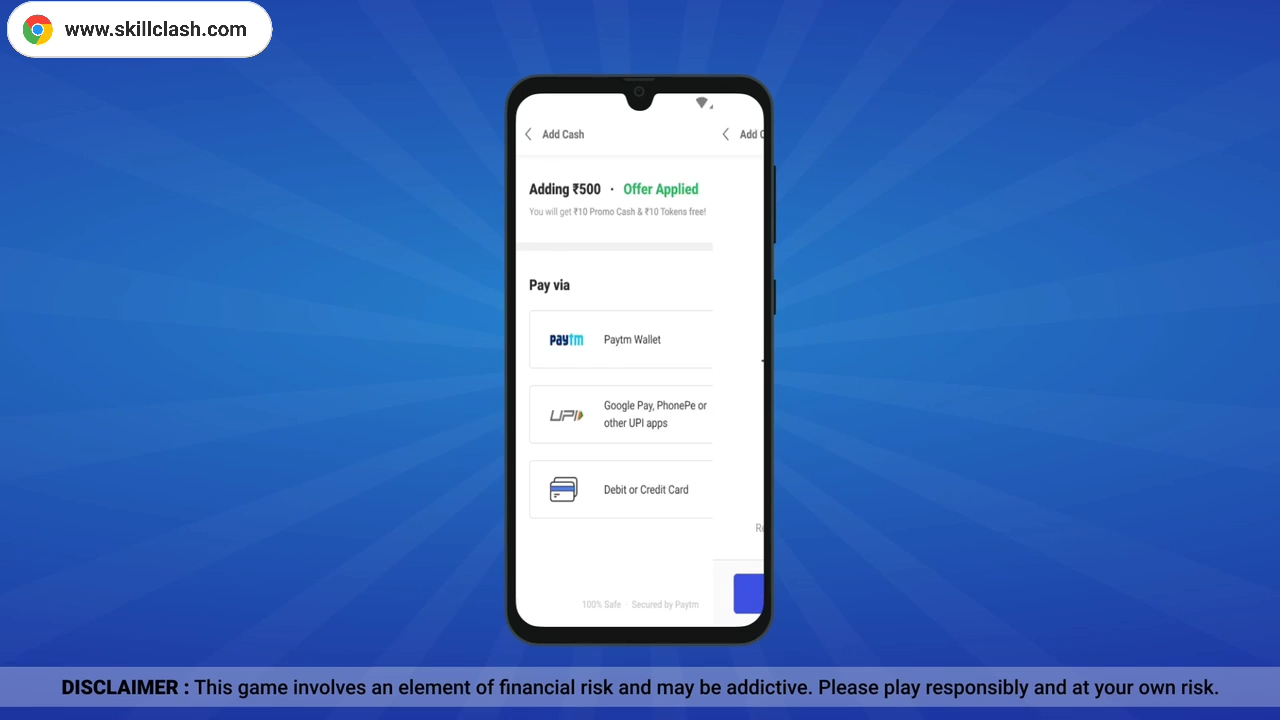 www.skillclash.com
Add Cash
Adding ₹500 · Offer Applied
You will get ₹10 Promo Cash & ₹10 Tokens free!
Pay via
Paytm Paytm Wallet
UPI Google Pay, PhonePe or
other UPI apps
Debit or Credit Card
100% Safe · Secured by Paytm
DISCLAIMER : This game involves an element of financial risk and may be addictive. Please play responsibly and at your own risk.